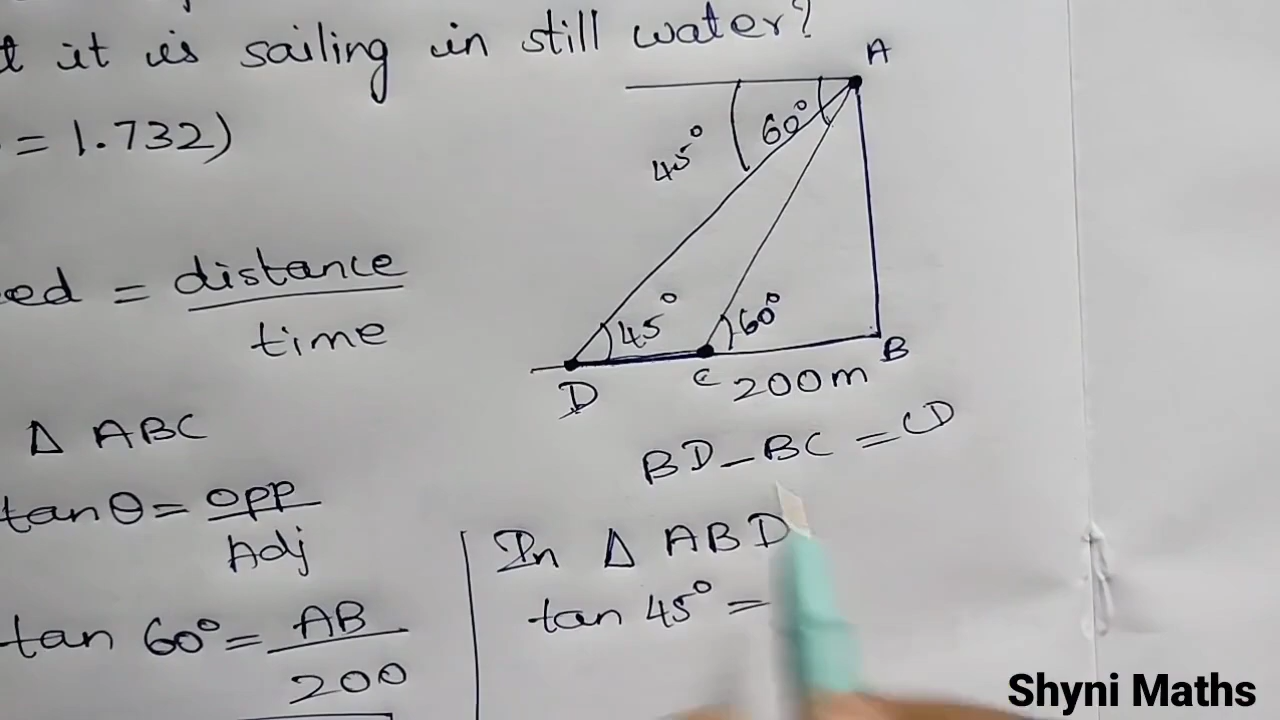 it is sailing in still water?
= 1.732)
A
60°
45°
distance
=
time
45°
60°
B
D
C 200m
Δ ABC
BD - BC = CD
tanθ = opp
Adj
In Δ ABD
tan 45° =
tan 60° = AB
200
Shyni Maths